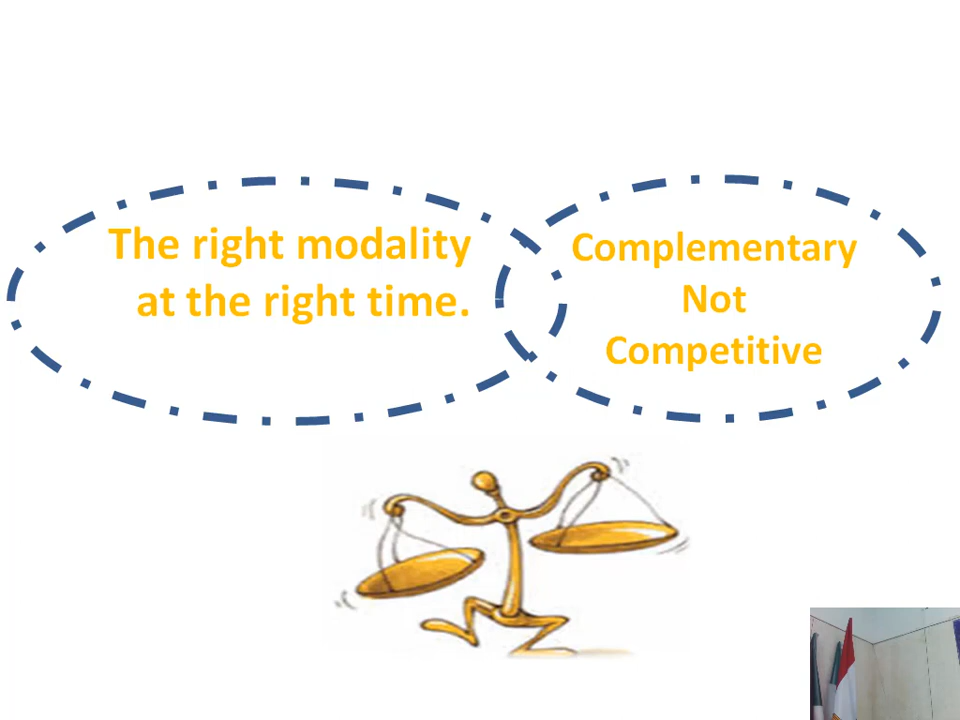 The right modality
at the right time.
Complementary
Not
Competitive